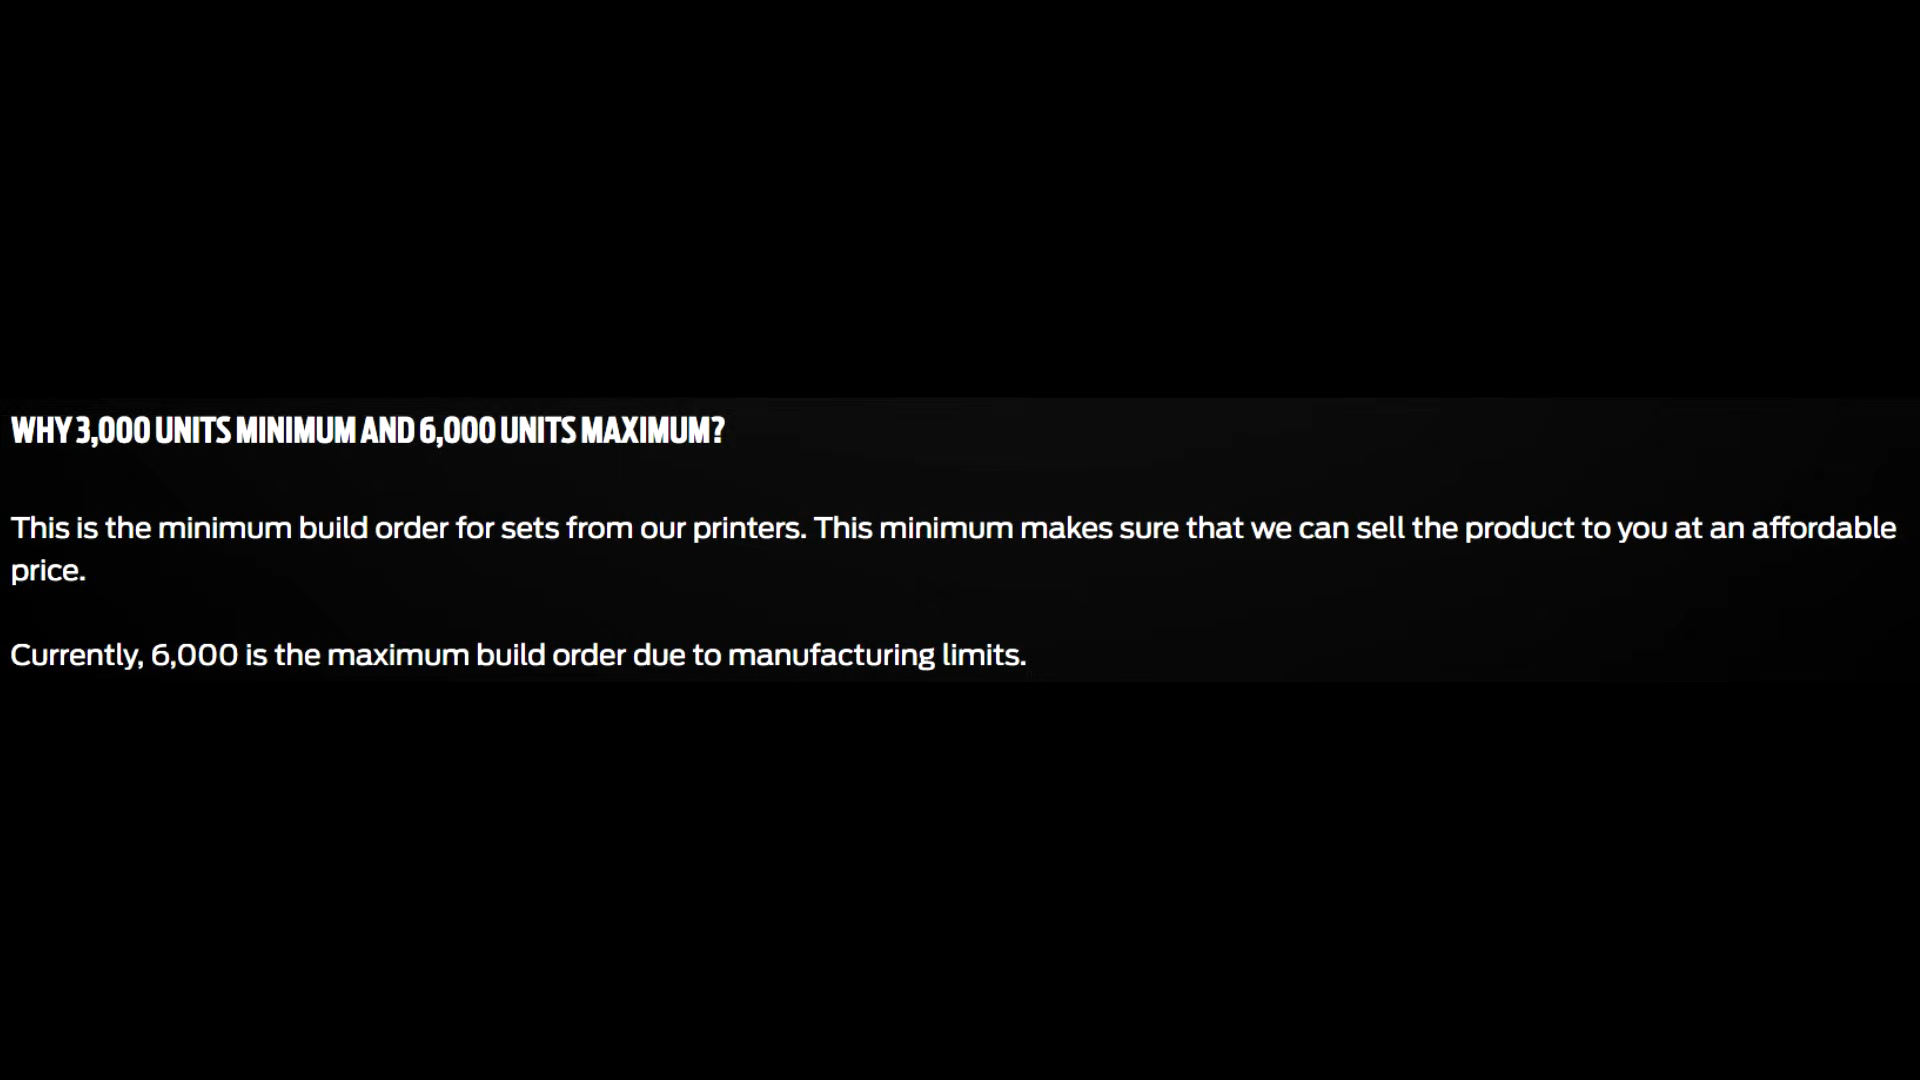 WHY 3,000 UNITS MINIMUM AND 6,000 UNITS MAXIMUM?
This is the minimum build order for sets from our printers. This minimum makes sure that we can sell the product to you at an affordable
price.
Currently, 6,000 is the maximum build order due to manufacturing limits.